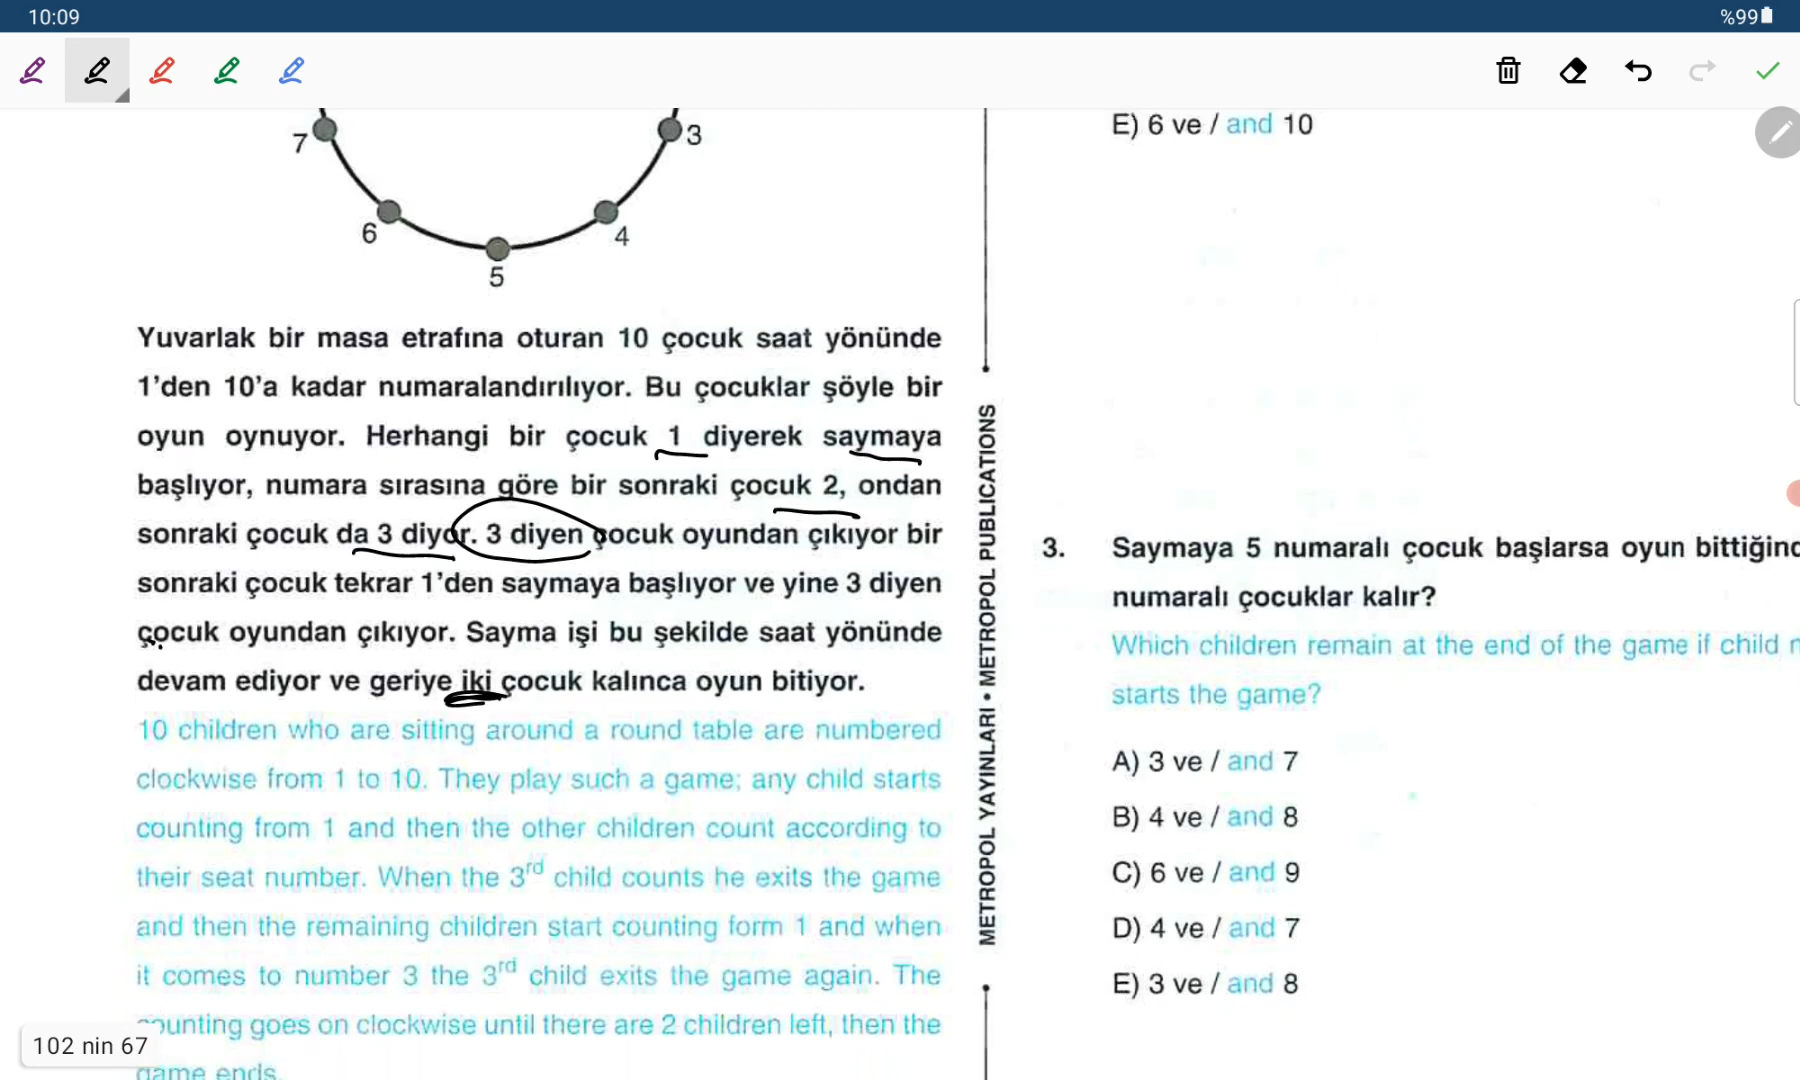 10:09
%99
7
3
6
4
5
Yuvarlak bir masa etrafına oturan 10 çocuk saat yönünde
1’den 10’a kadar numaralandırılıyor. Bu çocuklar şöyle bir
oyun oynuyor. Herhangi bir çocuk 1 diyerek saymaya
başlıyor, numara sırasına göre bir sonraki çocuk 2, ondan
sonraki çocuk da 3 diyor. 3 diyen çocuk oyundan çıkıyor bir
sonraki çocuk tekrar 1’den saymaya başlıyor ve yine 3 diyen
çocuk oyundan çıkıyor. Sayma işi bu şekilde saat yönünde
devam ediyor ve geriye iki çocuk kalınca oyun bitiyor.
10 children who are sitting around a round table are numbered
clockwise from 1 to 10. They play such a game; any child starts
counting from 1 and then the other children count according to
their seat number. When the 3rd child counts he exits the game
and then the remaining children start counting form 1 and when
it comes to number 3 the 3rd child exits the game again. The
counting goes on clockwise until there are 2 children left, then the
game ends.
102 nin 67
METROPOL YAYINLARI • METROPOL PUBLICATIONS
E) 6 ve / and 10
3. Saymaya 5 numaralı çocuk başlarsa oyun
numaralı çocuklar kalır?
Which children remain at the end of the game if child
starts the game?
A) 3 ve / and 7
B) 4 ve / and 8
C) 6 ve / and 9
D) 4 ve / and 7
E) 3 ve / and 8